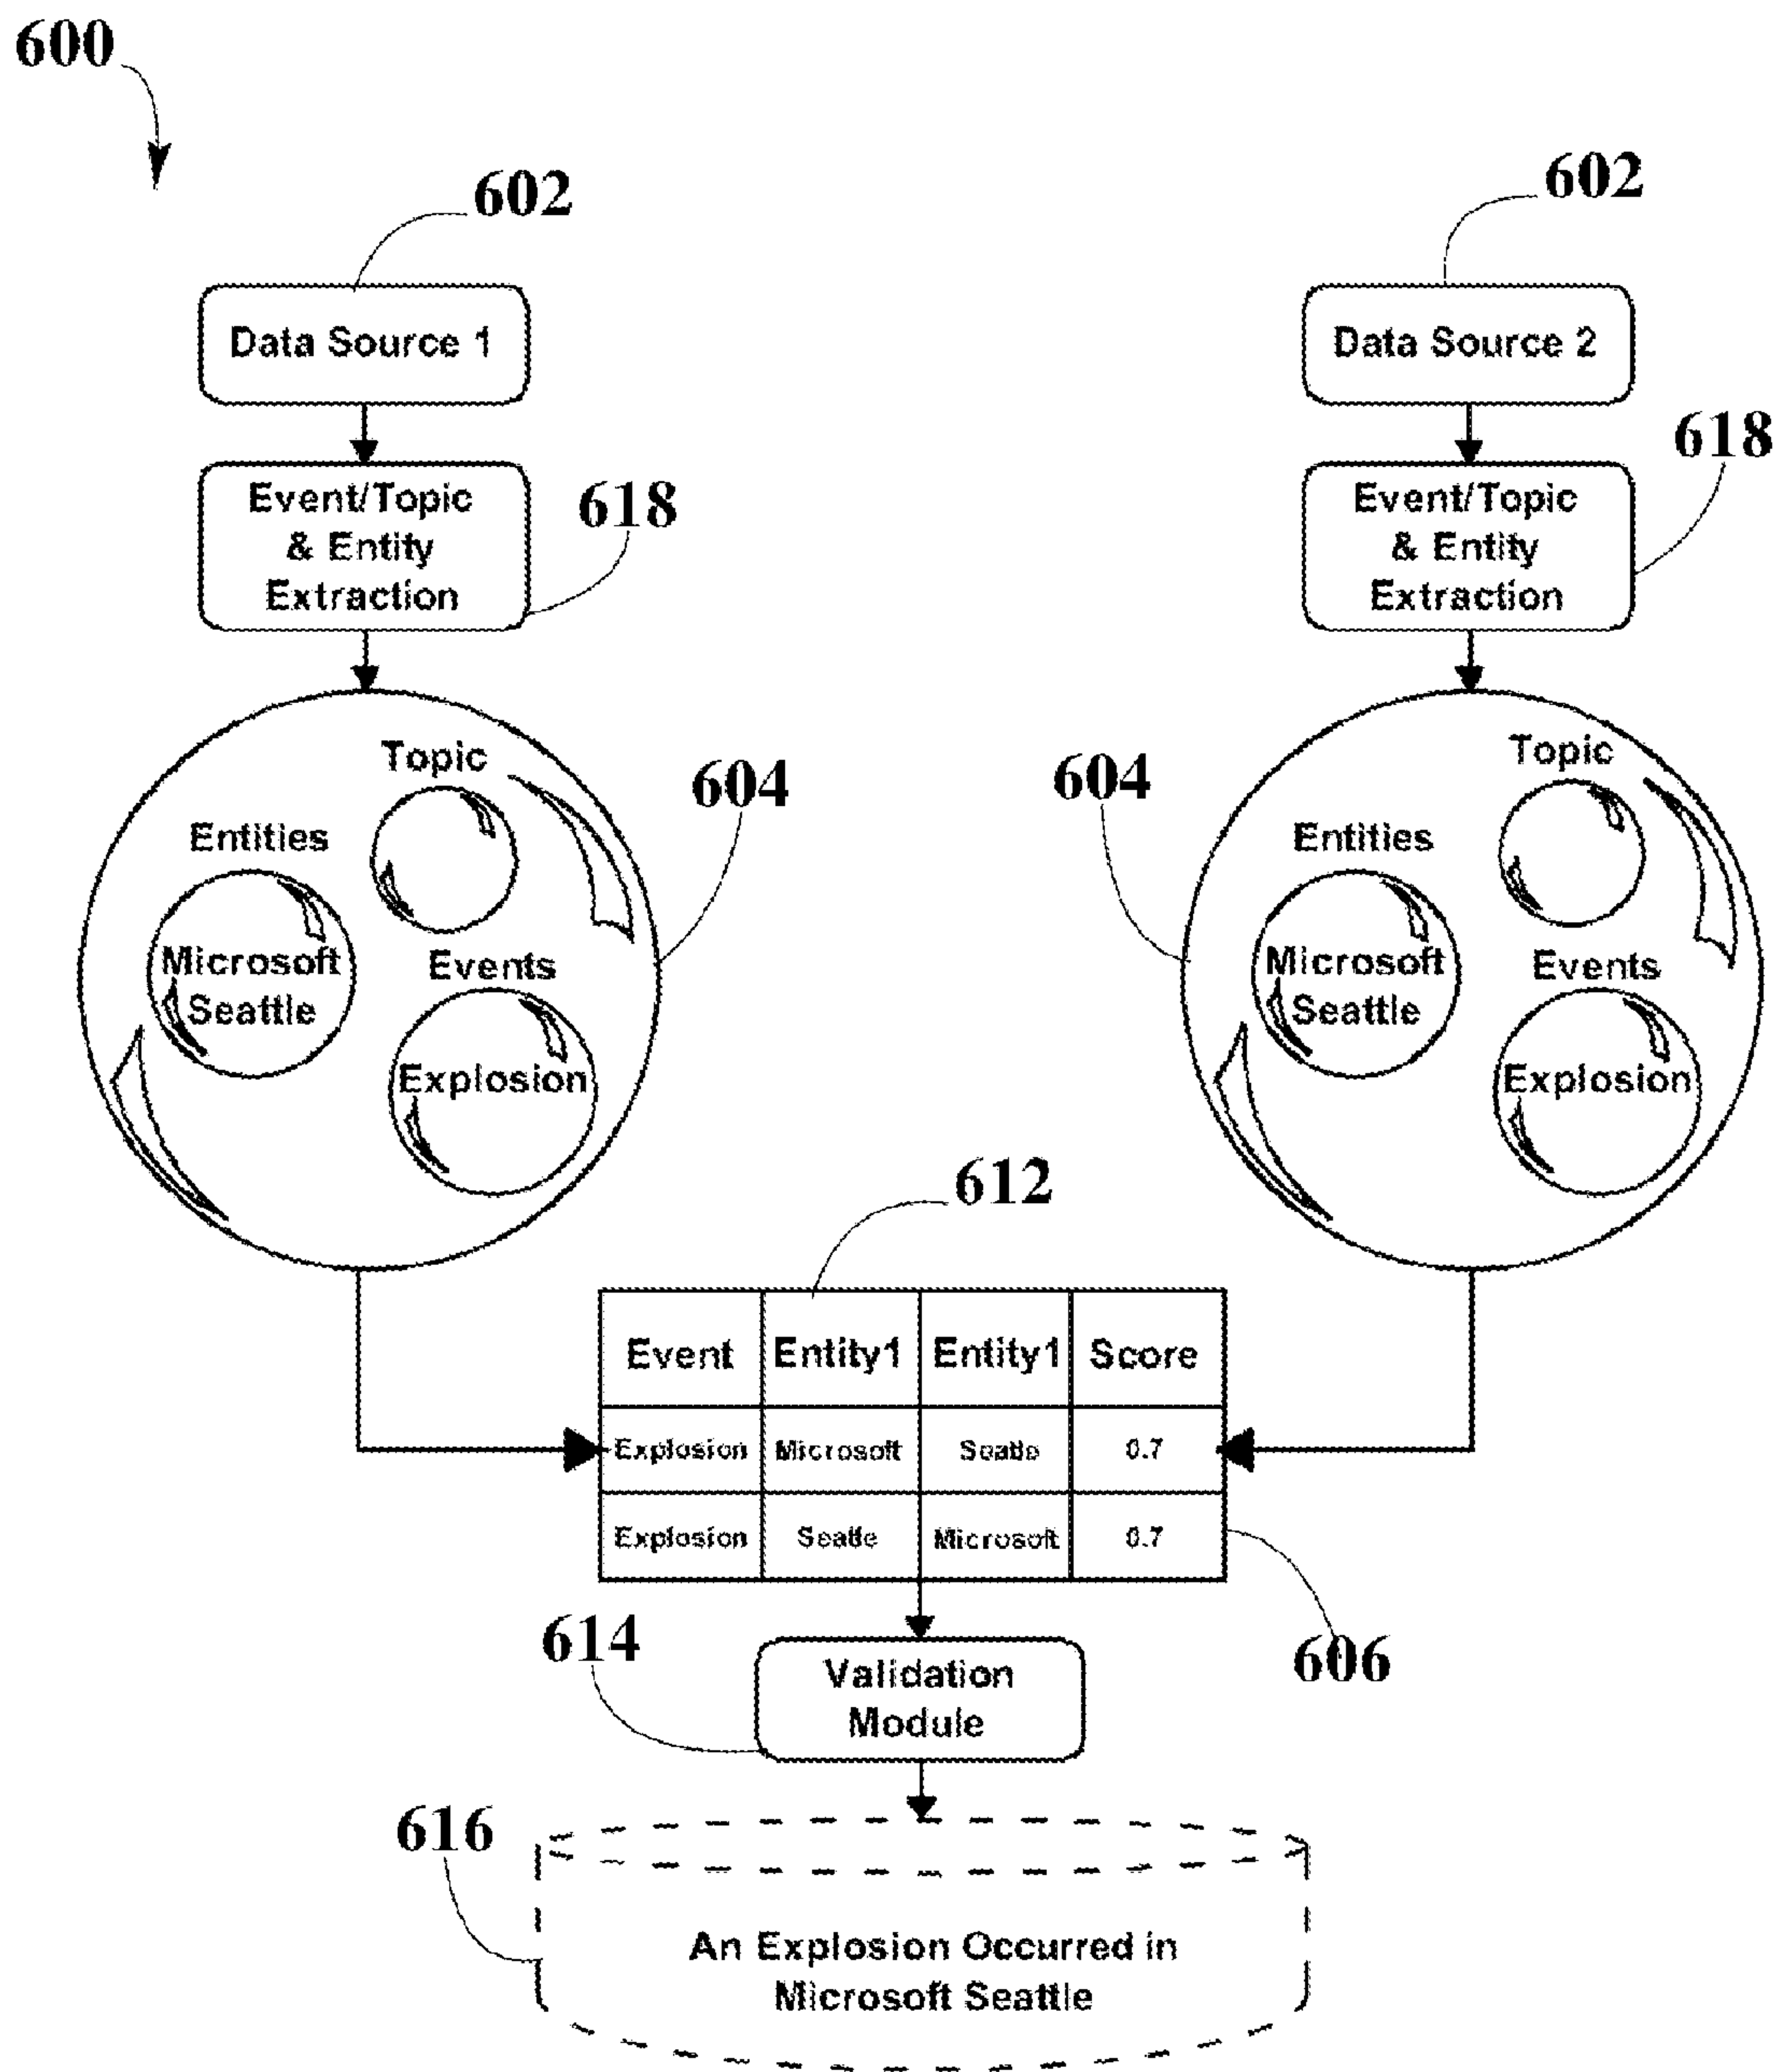 600
602
602
Data Source 1
Data Source 2
618
618
Event/Topic
& Entity
Extraction
Event/Topic
& Entity
Extraction
604
604
Topic
Entities
Microsoft
Seattle
Events
Explosion
Topic
Entities
Microsoft
Seattle
Events
Explosion
612
Event Entity1 Entity1 Score
Explosion Microsoft Seatle 0.7
Explosion Seatle Microsoft 0.7
606
614
Validation
Module
616
An Explosion Occurred in
Microsoft Seattle